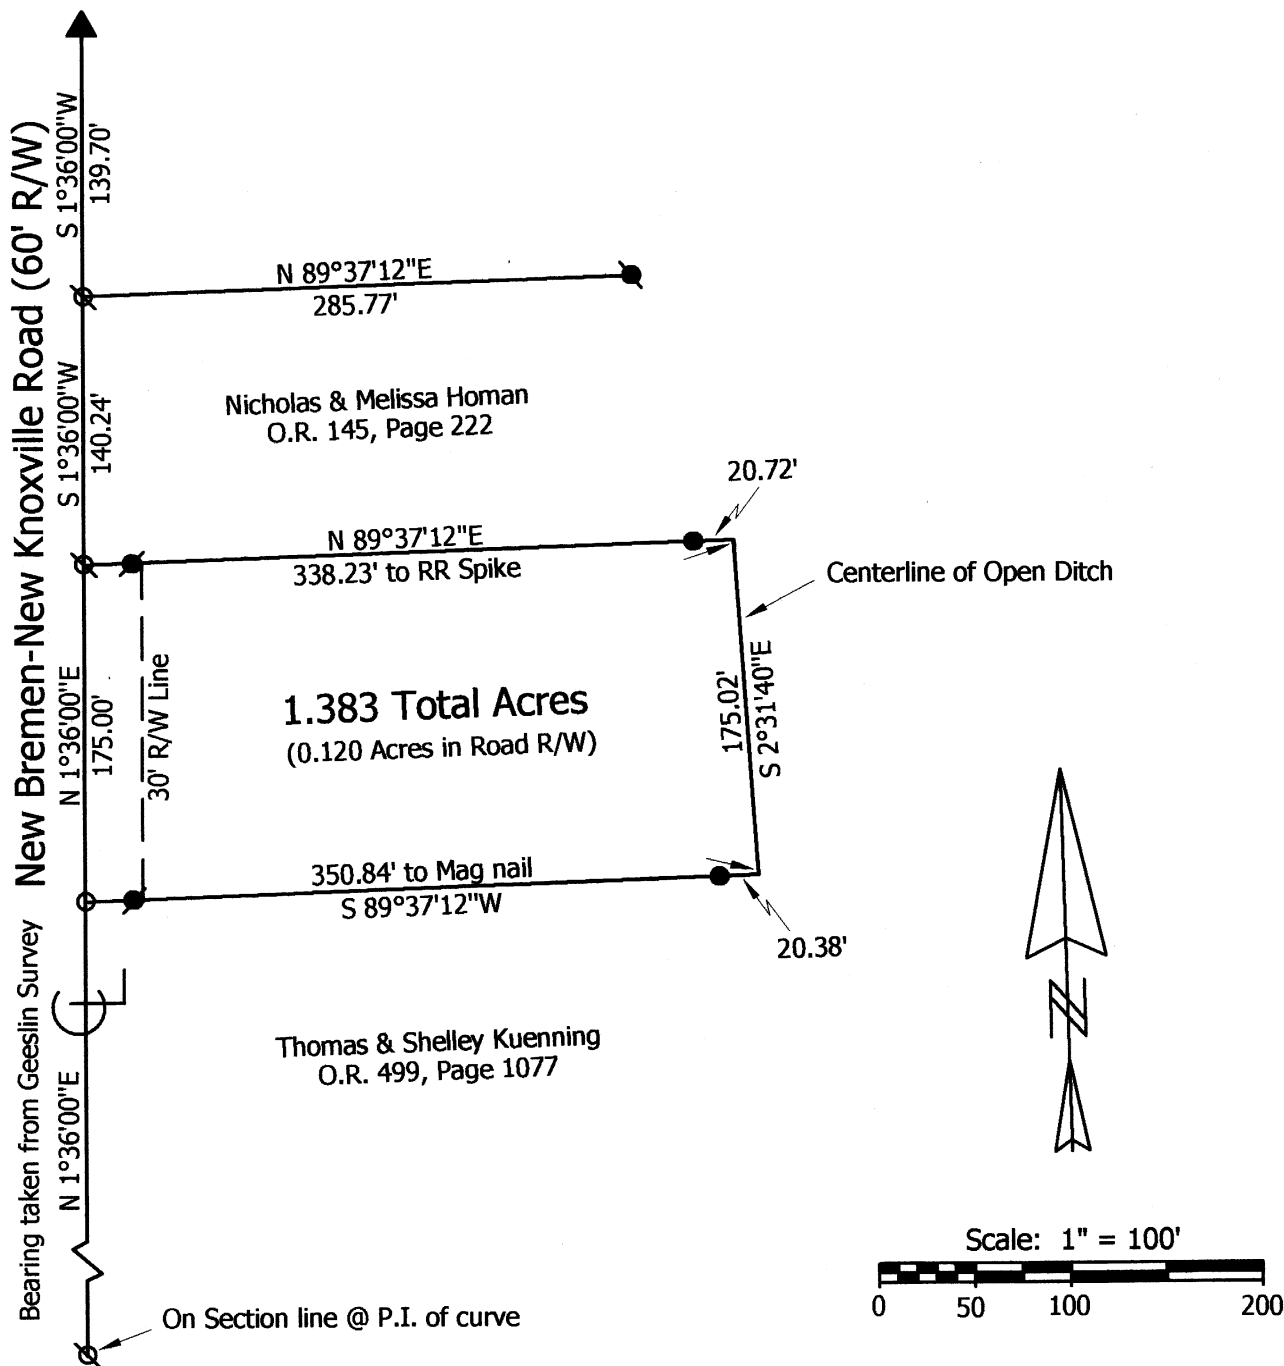 S 1°36'00"W
139.70'
New Bremen-New Knoxville Road (60' R/W)
N 89°37'12"E
285.77'
S 1°36'00"W
140.24'
Nicholas & Melissa Homan
O.R. 145, Page 222
20.72'
N 89°37'12"E
338.23' to RR Spike
Centerline of Open Ditch
N 1°36'00"E
175.00'
30' R/W Line
1.383 Total Acres
(0.120 Acres in Road R/W)
175.02'
S 2°31'40"E
350.84' to Mag nail
S 89°37'12"W
20.38'
Bearing taken from Geeslin Survey
N 1°36'00"E
Thomas & Shelley Kuenning
O.R. 499, Page 1077
N
Scale: 1" = 100'
0 50 100 200
On Section line @ P.I. of curve